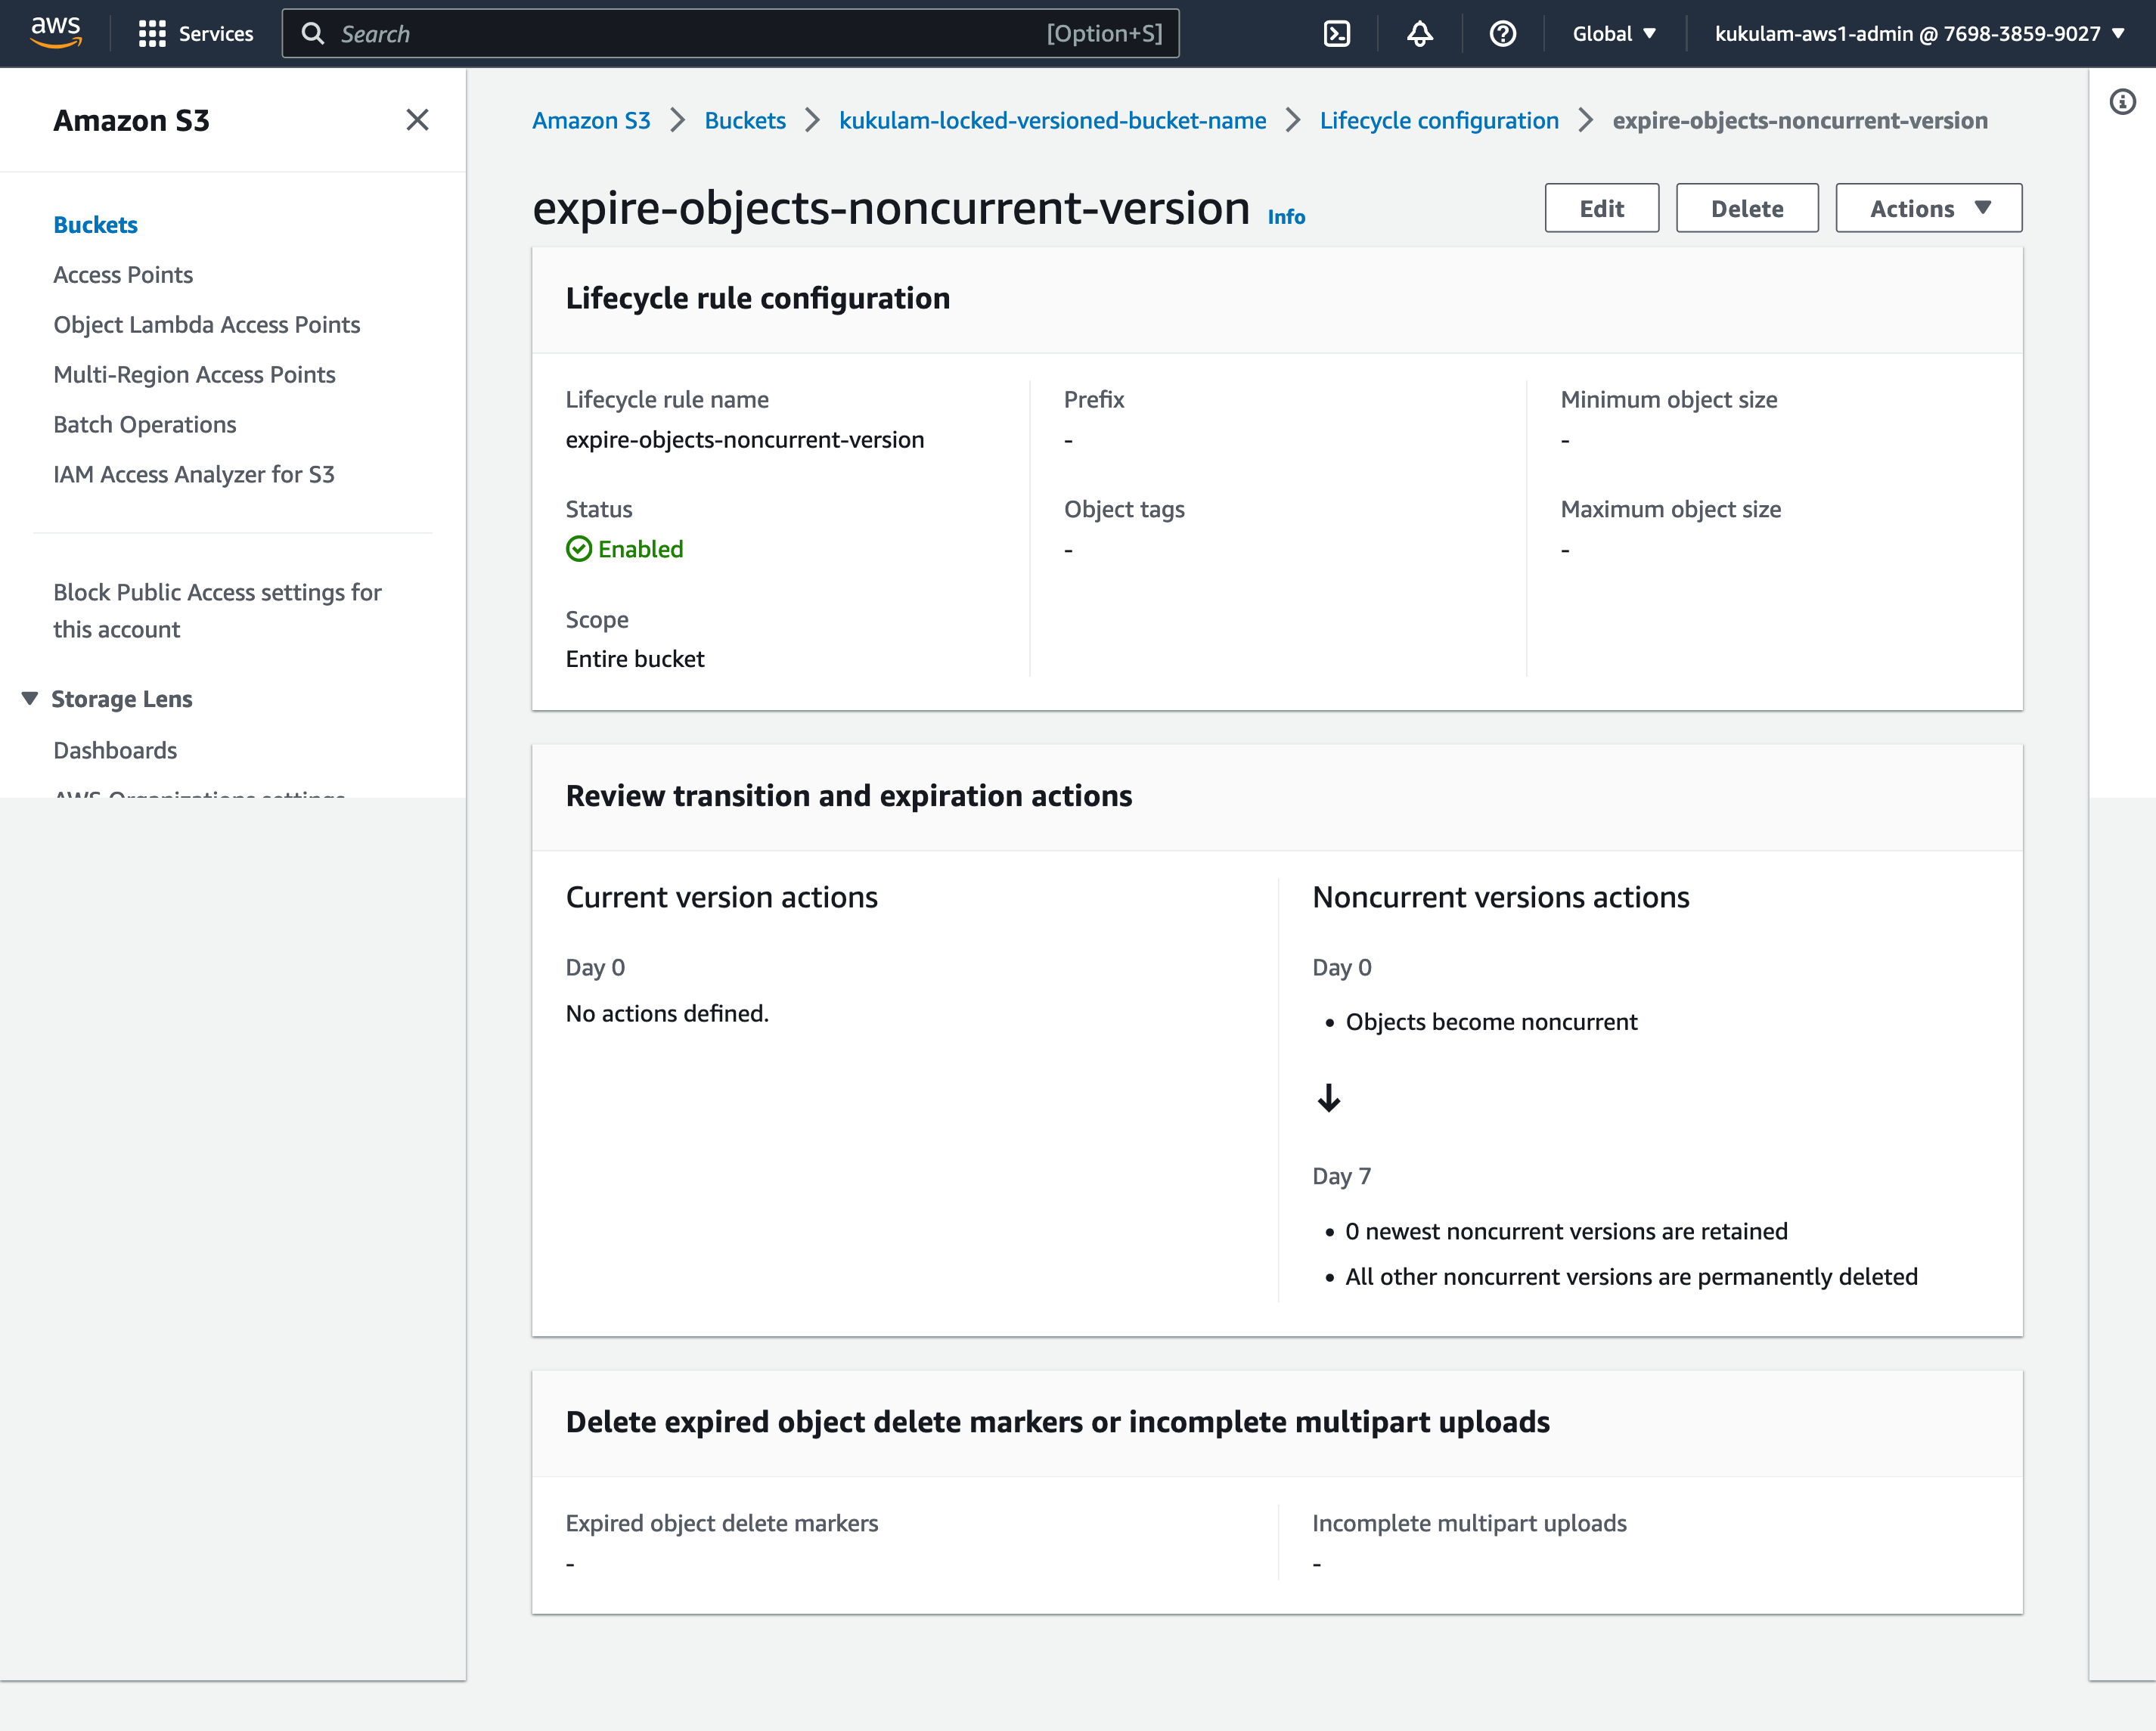 aws
Services
Search
[Option+S]
Global
kukulam-aws1-admin @ 7698-3859-9027
Amazon S3
Buckets
Access Points
Object Lambda Access Points
Multi-Region Access Points
Batch Operations
IAM Access Analyzer for S3
Block Public Access settings for
this account
Storage Lens
Dashboards
AWS Organizations settings
Amazon S3 > Buckets > kukulam-locked-versioned-bucket-name > Lifecycle configuration > expire-objects-noncurrent-version
expire-objects-noncurrent-version Info
Edit
Delete
Actions
Lifecycle rule configuration
Lifecycle rule name
expire-objects-noncurrent-version
Status
Enabled
Scope
Entire bucket
Prefix
-
Object tags
-
Minimum object size
-
Maximum object size
-
Review transition and expiration actions
Current version actions
Day 0
No actions defined.
Noncurrent versions actions
Day 0
• Objects become noncurrent
Day 7
• 0 newest noncurrent versions are retained
• All other noncurrent versions are permanently deleted
Delete expired object delete markers or incomplete multipart uploads
Expired object delete markers
-
Incomplete multipart uploads
-